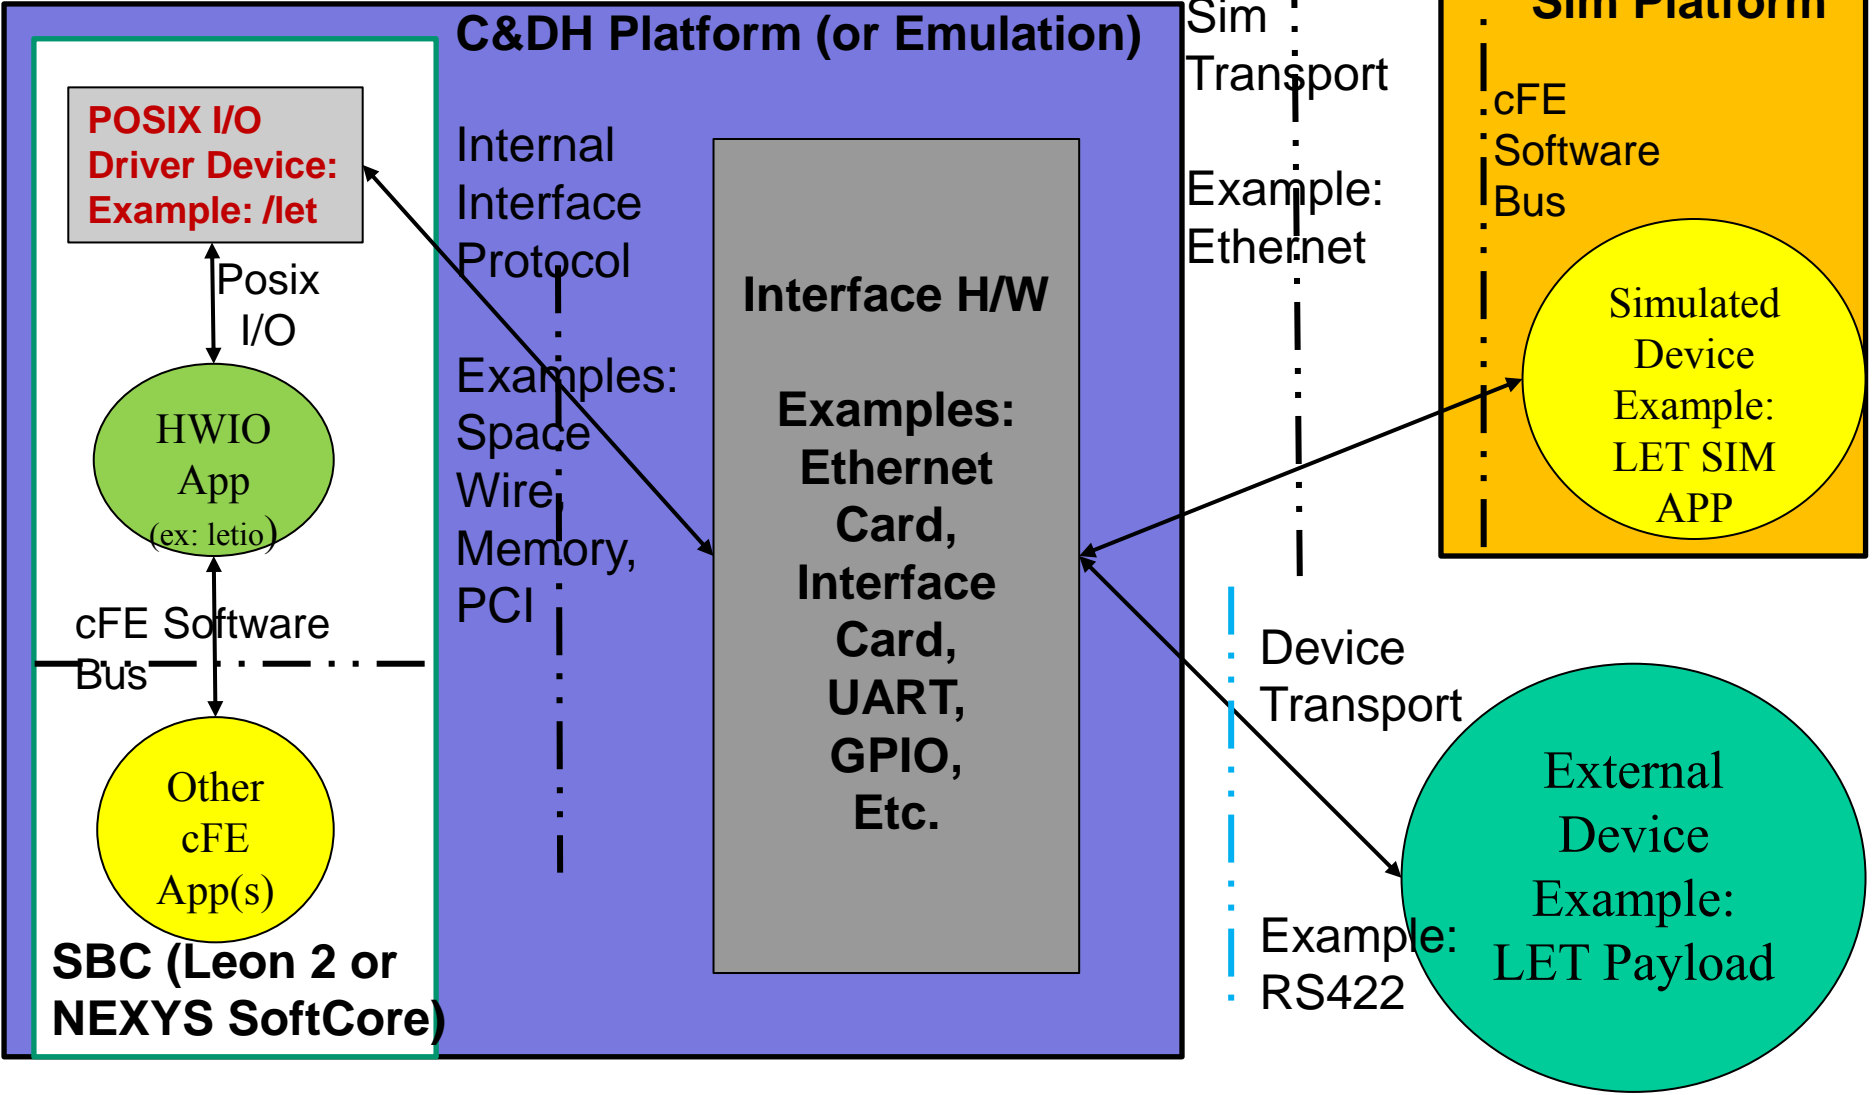 C&DH Platform (or Emulation)
POSIX I/O
Driver Device:
Example: /let
Posix
I/O
HWIO
App
(ex: letio)
cFE Software
Bus
Other
cFE
App(s)
SBC (Leon 2 or
NEXYS SoftCore)
Internal
Interface
Protocol
Examples:
Space
Wire,
Memory,
PCI
Interface H/W
Examples:
Ethernet
Card,
Interface
Card,
UART,
GPIO,
Etc.
Sim
Transport
Example:
Ethernet
Sim Platform
cFE
Software
Bus
Simulated
Device
Example:
LET SIM
APP
Device
Transport
Example:
RS422
External
Device
Example:
LET Payload